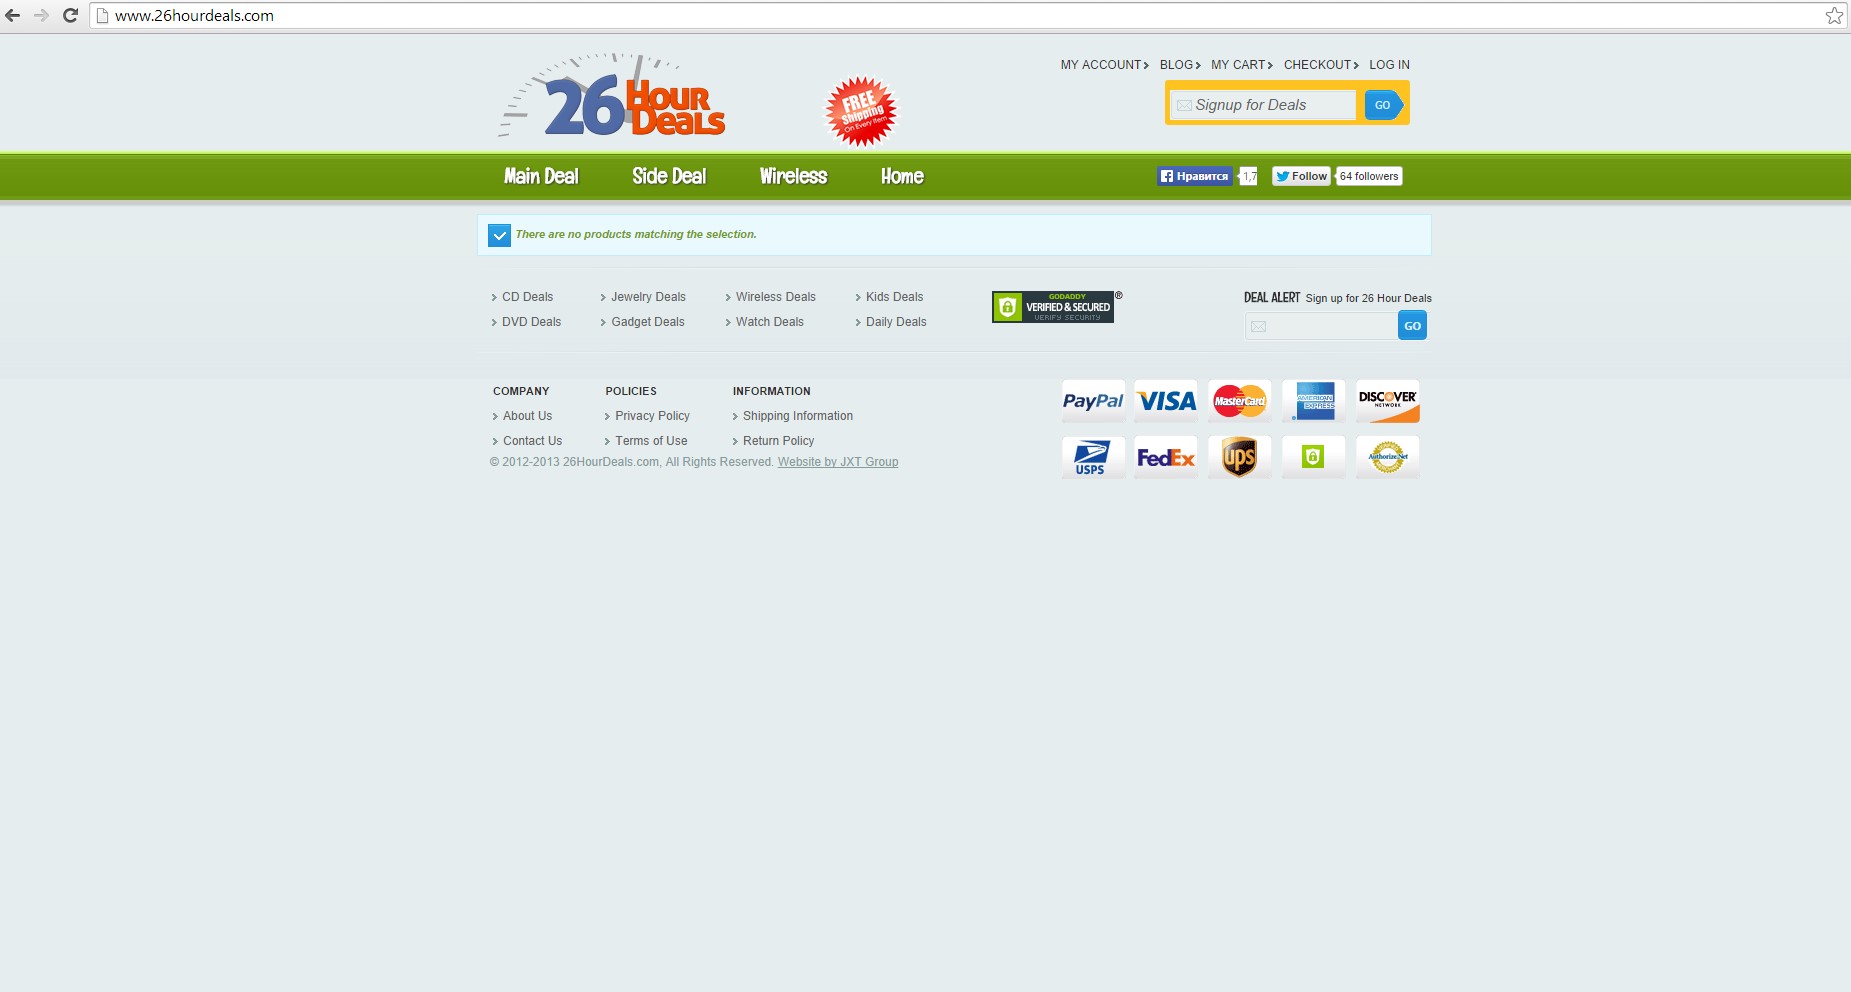 www.26hourdeals.com
26 Hour Deals
FREE Shipping On Every Item
MY ACCOUNT BLOG MY CART CHECKOUT LOG IN
Signup for Deals GO
Main Deal Side Deal Wireless Home
Нравится 1,7 Follow 64 followers
There are no products matching the selection.
CD Deals Jewelry Deals Wireless Deals Kids Deals
DVD Deals Gadget Deals Watch Deals Daily Deals
GODADDY
VERIFIED & SECURED
VERIFY SECURITY
®
DEAL ALERT Sign up for 26 Hour Deals
GO
COMPANY POLICIES INFORMATION
About Us Privacy Policy Shipping Information
Contact Us Terms of Use Return Policy
© 2012-2013 26HourDeals.com, All Rights Reserved. Website by JXT Group
PayPal VISA MasterCard AMERICAN EXPRESS DISCOVER NETWORK
USPS FedEx ups Authorize.Net